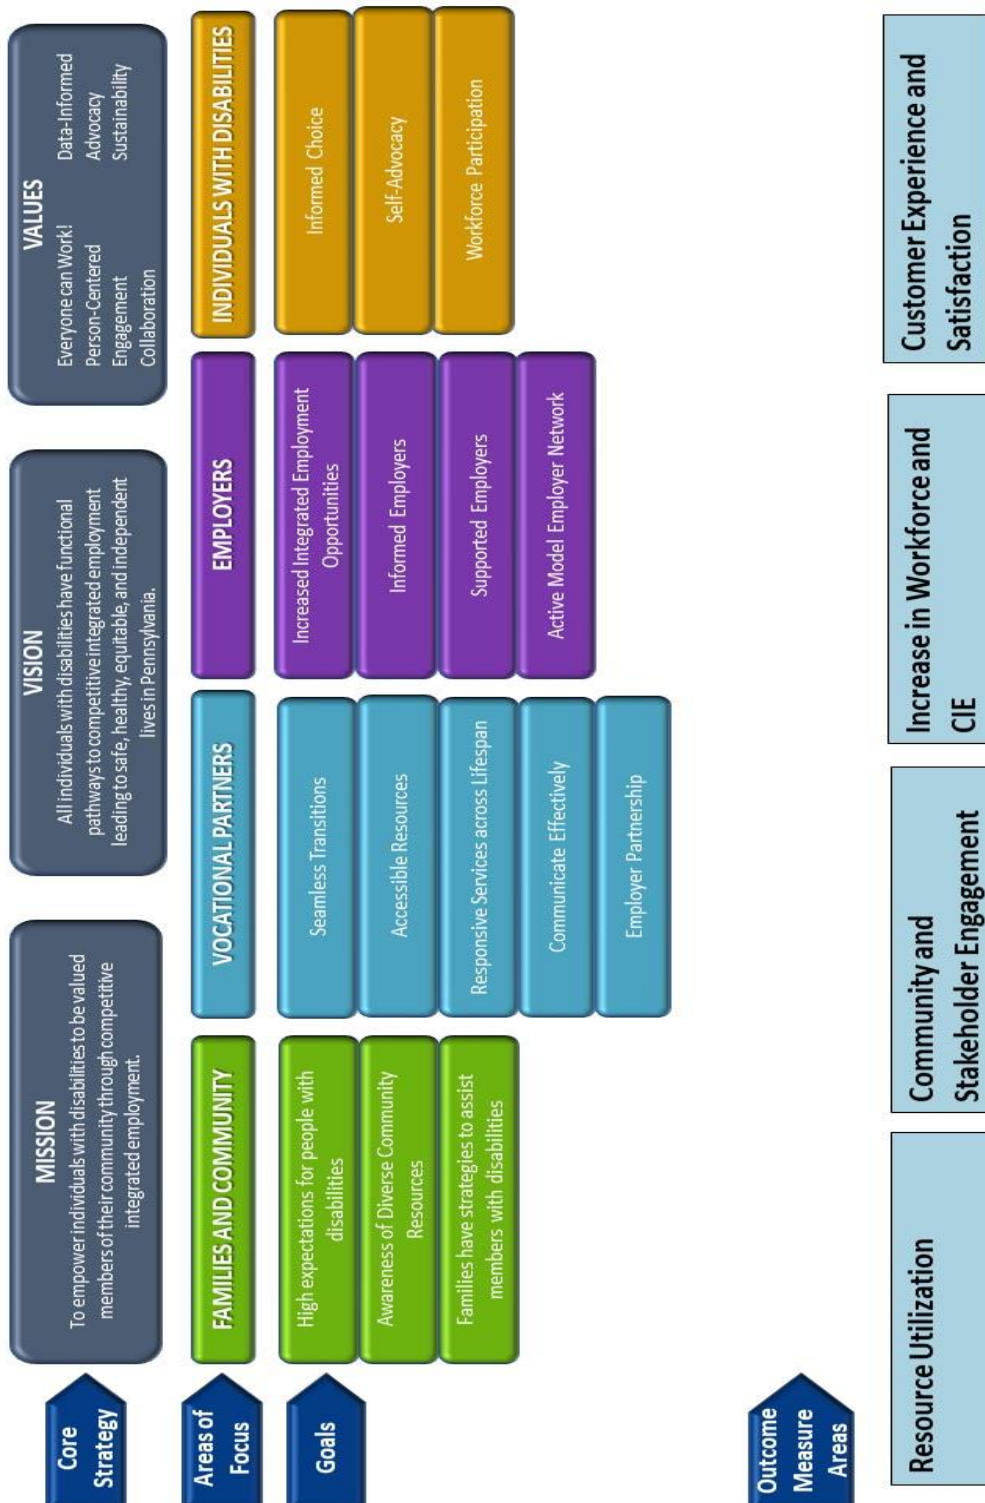 Core
Strategy
MISSION
To empower individuals with disabilities to be valued
members of their community through competitive
integrated employment.
VISION
All individuals with disabilities have functional
pathways to competitive integrated employment
leading to safe, healthy, equitable, and independent
lives in Pennsylvania.
VALUES
Everyone can Work!
Person-Centered
Engagement
Collaboration
Data-Informed
Advocacy
Sustainability
Areas of
Focus
FAMILIES AND COMMUNITY
VOCATIONAL PARTNERS
EMPLOYERS
INDIVIDUALS WITH DISABILITIES
Goals
High expectations for people with
disabilities
Awareness of Diverse Community
Resources
Families have strategies to assist
members with disabilities
Seamless Transitions
Accessible Resources
Responsive Services across Lifespan
Communicate Effectively
Employer Partnership
Increased Integrated Employment
Opportunities
Informed Employers
Supported Employers
Active Model Employer Network
Informed Choice
Self-Advocacy
Workforce Participation
Outcome
Measure
Areas
Resource Utilization
Community and
Stakeholder Engagement
Increase in Workforce and
CIE
Customer Experience and
Satisfaction